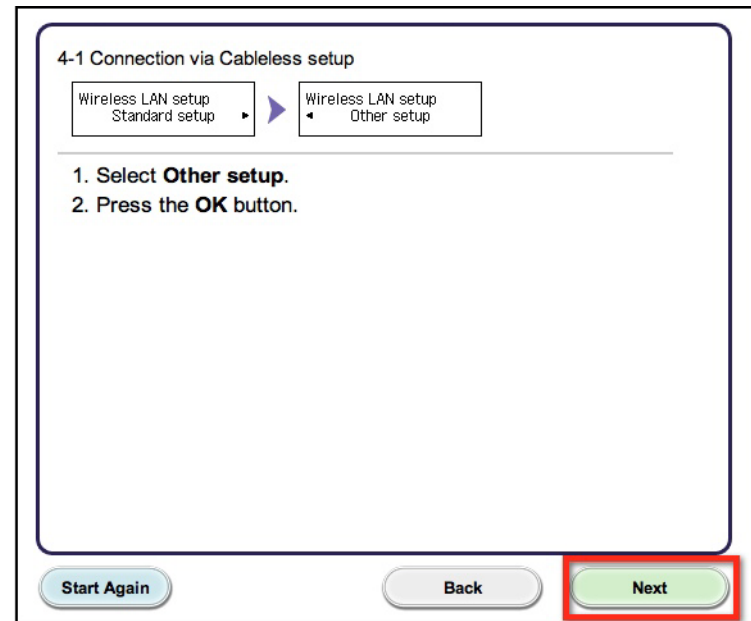 4-1 Connection via Cableless setup
Wireless LAN setup
Standard setup
Wireless LAN setup
Other setup
1. Select Other setup.
2. Press the OK button.
Start Again
Back
Next